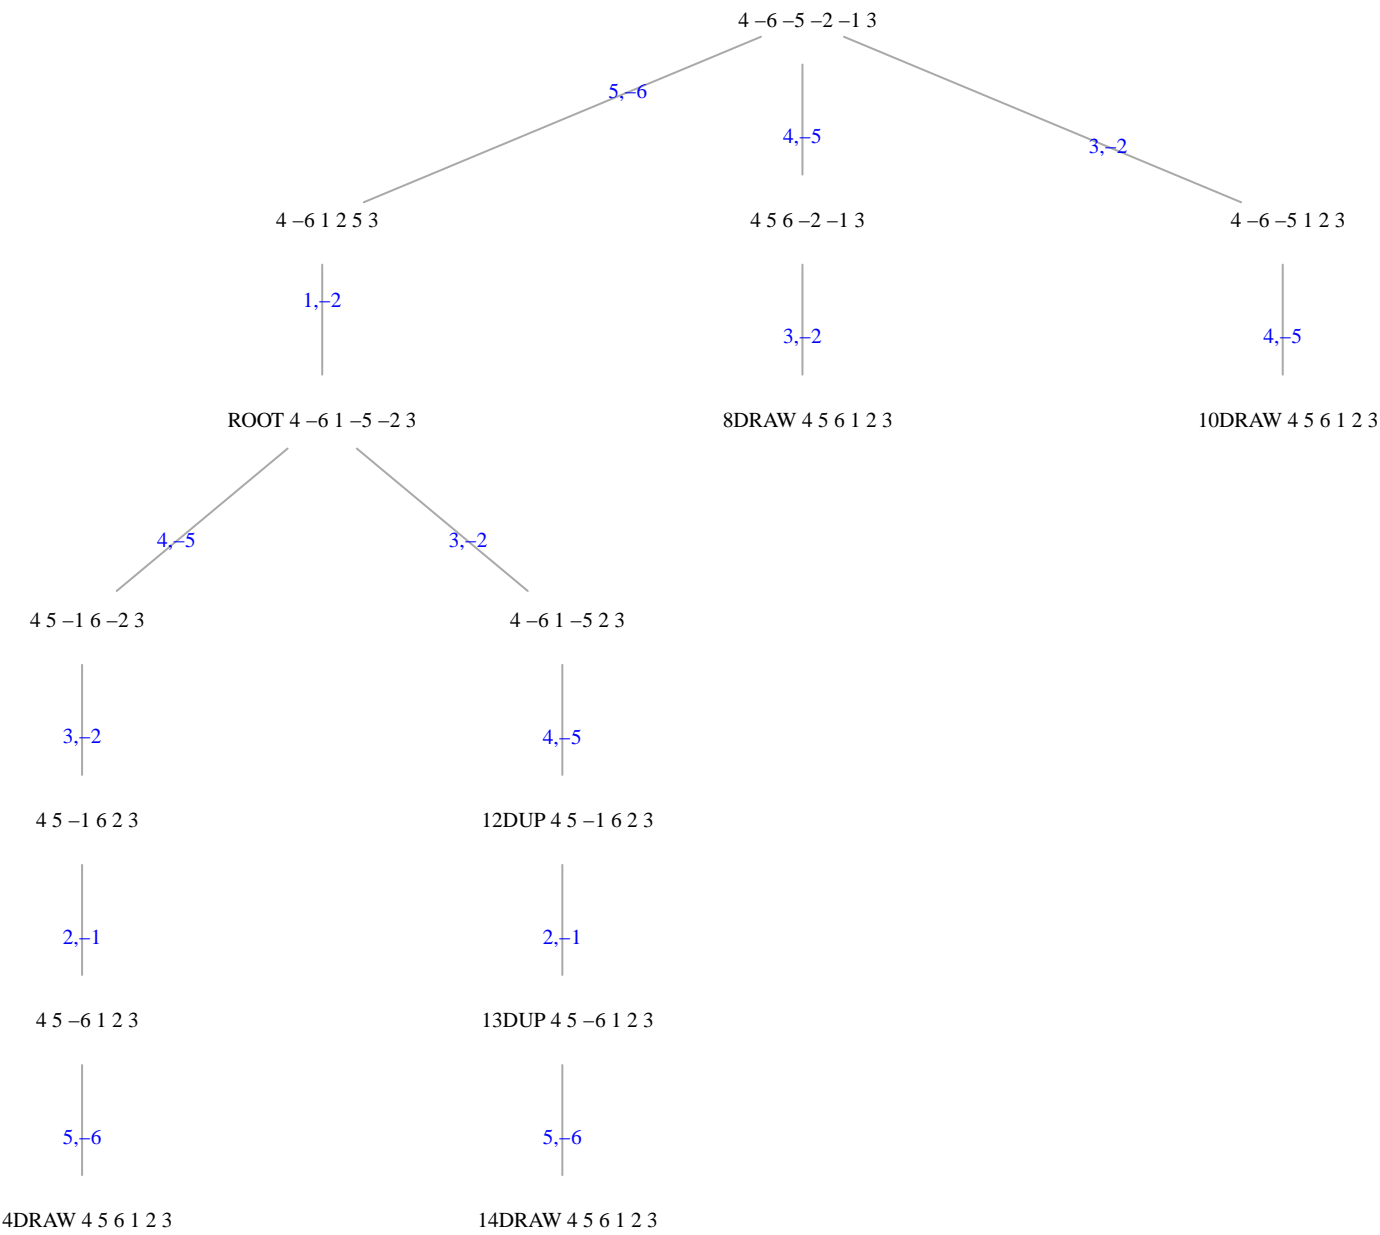 4 –6 –5 –2 –1 3
5,–6
4,–5
3,–2
4 –6 1 2 5 3
4 5 6 –2 –1 3
4 –6 –5 1 2 3
1,–2
3,–2
4,–5
ROOT 4 –6 1 –5 –2 3
8DRAW 4 5 6 1 2 3
10DRAW 4 5 6 1 2 3
4,–5
3,–2
4 5 –1 6 –2 3
4 –6 1 –5 2 3
3,–2
4,–5
4 5 –1 6 2 3
12DUP 4 5 –1 6 2 3
2,–1
2,–1
4 5 –6 1 2 3
13DUP 4 5 –6 1 2 3
5,–6
5,–6
4DRAW 4 5 6 1 2 3
14DRAW 4 5 6 1 2 3